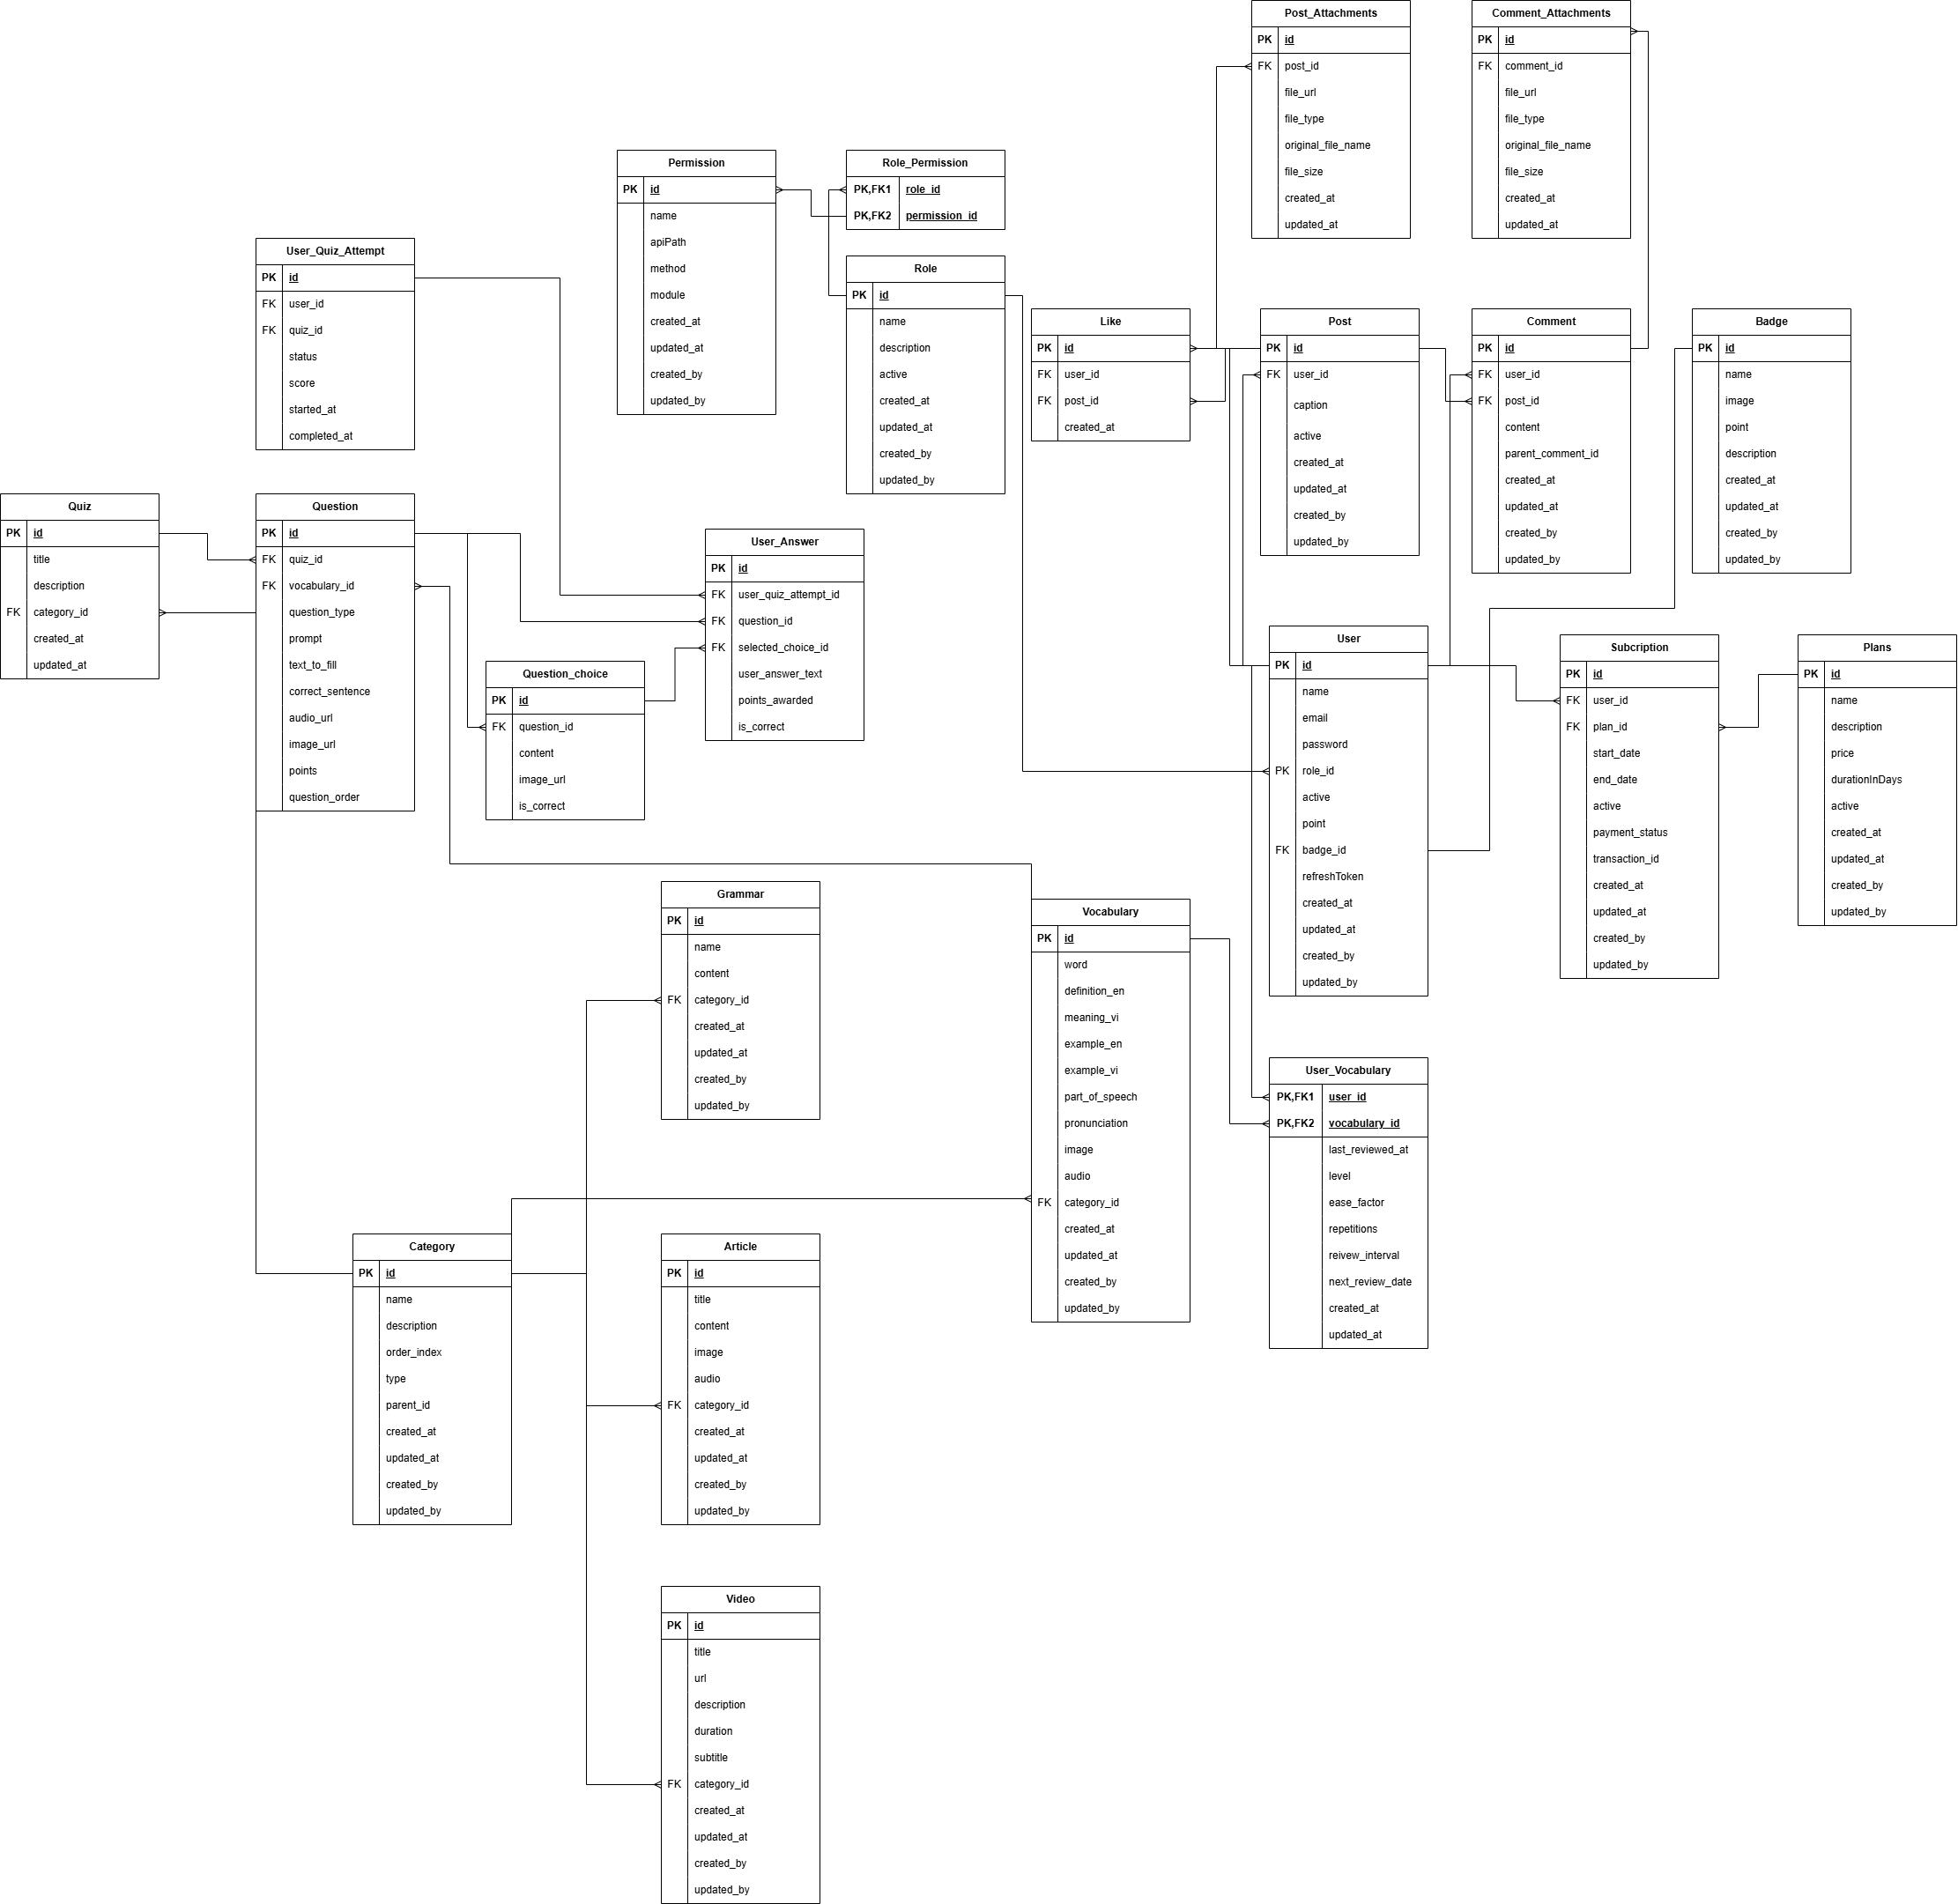 Post_Attachments
PK id
FK post_id
file_url
file_type
original_file_name
file_size
created_at
updated_at
Comment_Attachments
PK id
FK comment_id
file_url
file_type
original_file_name
file_size
created_at
updated_at
Permission
PK id
name
apiPath
method
module
created_at
updated_at
created_by
updated_by
Role_Permission
PK,FK1 role_id
PK,FK2 permission_id
User_Quiz_Attempt
PK id
FK user_id
FK quiz_id
status
score
started_at
completed_at
Role
PK id
name
description
active
created_at
updated_at
created_by
updated_by
Like
PK id
FK user_id
FK post_id
created_at
Post
PK id
FK user_id
caption
active
created_at
updated_at
created_by
updated_by
Comment
PK id
FK user_id
FK post_id
content
parent_comment_id
created_at
updated_at
created_by
updated_by
Badge
PK id
name
image
point
description
created_at
updated_at
created_by
updated_by
Quiz
PK id
title
description
FK category_id
created_at
updated_at
Question
PK id
FK quiz_id
FK vocabulary_id
question_type
prompt
text_to_fill
correct_sentence
audio_url
image_url
points
question_order
User_Answer
PK id
FK user_quiz_attempt_id
FK question_id
FK selected_choice_id
user_answer_text
points_awarded
is_correct
Question_choice
PK id
FK question_id
content
image_url
is_correct
User
PK id
name
email
password
PK role_id
active
point
FK badge_id
refreshToken
created_at
updated_at
created_by
updated_by
Subcription
PK id
FK user_id
FK plan_id
start_date
end_date
active
payment_status
transaction_id
created_at
updated_at
created_by
updated_by
Plans
PK id
name
description
price
durationInDays
active
created_at
updated_at
created_by
updated_by
Grammar
PK id
name
content
FK category_id
created_at
updated_at
created_by
updated_by
Vocabulary
PK id
word
definition_en
meaning_vi
example_en
example_vi
part_of_speech
pronunciation
image
audio
FK category_id
created_at
updated_at
created_by
updated_by
User_Vocabulary
PK,FK1 user_id
PK,FK2 vocabulary_id
last_reviewed_at
level
ease_factor
repetitions
reivew_interval
next_review_date
created_at
updated_at
Category
PK id
name
description
order_index
type
parent_id
created_at
updated_at
created_by
updated_by
Article
PK id
title
content
image
audio
FK category_id
created_at
updated_at
created_by
updated_by
Video
PK id
title
url
description
duration
subtitle
FK category_id
created_at
updated_at
created_by
updated_by